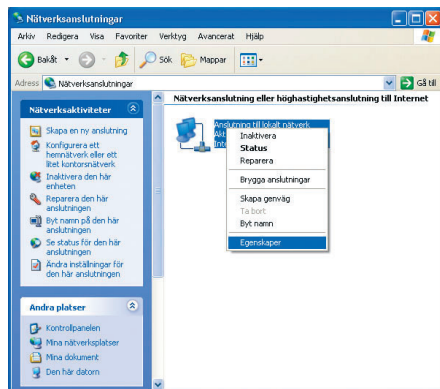 Nätverksanslutningar
Arkiv Redigera Visa Favoriter Verktyg Avancerat Hjälp
Bakåt Sök Mappar
Adress Nätverksanslutningar Gå till
Nätverksaktiviteter
Skapa en ny anslutning
Konfigurera ett
hemnätverk eller ett
litet kontorsnätverk
Inaktivera den här
enheten
Reparera den här
anslutningen
Byt namn på den här
anslutningen
Se status för den här
anslutningen
Ändra inställningar för
den här anslutningen
Andra platser
Kontrollpanelen
Mina nätverksplatser
Mina dokument
Den här datorn
Nätverksanslutning eller höghastighetsanslutning till Internet
Anslutning till lokalt nätverk
Inaktivera
Status
Reparera
Brygga anslutningar
Skapa genväg
Ta bort
Byt namn
Egenskaper